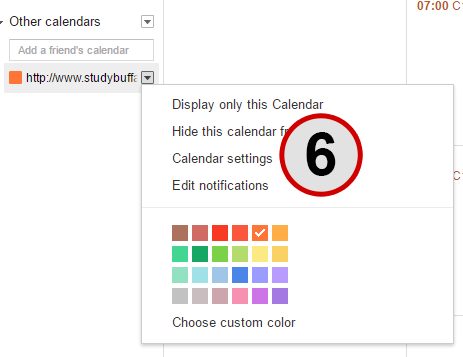 07:00 C
Other calendars
Add a friend's calendar
http://www.studybuffa
Display only this Calendar
Hide this calendar f
Calendar settings
6
Edit notifications
C
Choose custom color